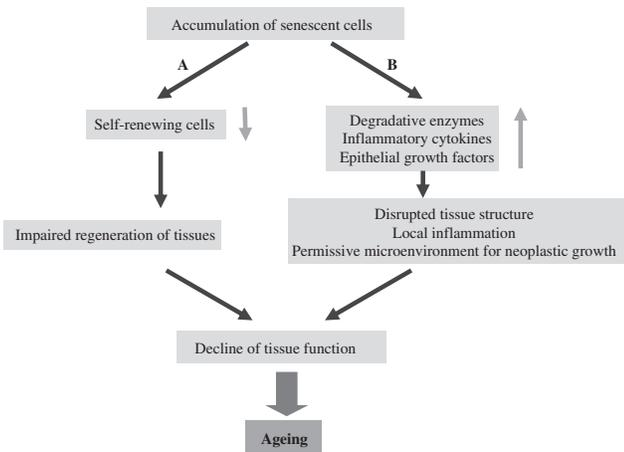 Accumulation of senescent cells
A
B
Self-renewing cells
Degradative enzymes
Inflammatory cytokines
Epithelial growth factors
Impaired regeneration of tissues
Disrupted tissue structure
Local inflammation
Permissive microenvironment for neoplastic growth
Decline of tissue function
Ageing